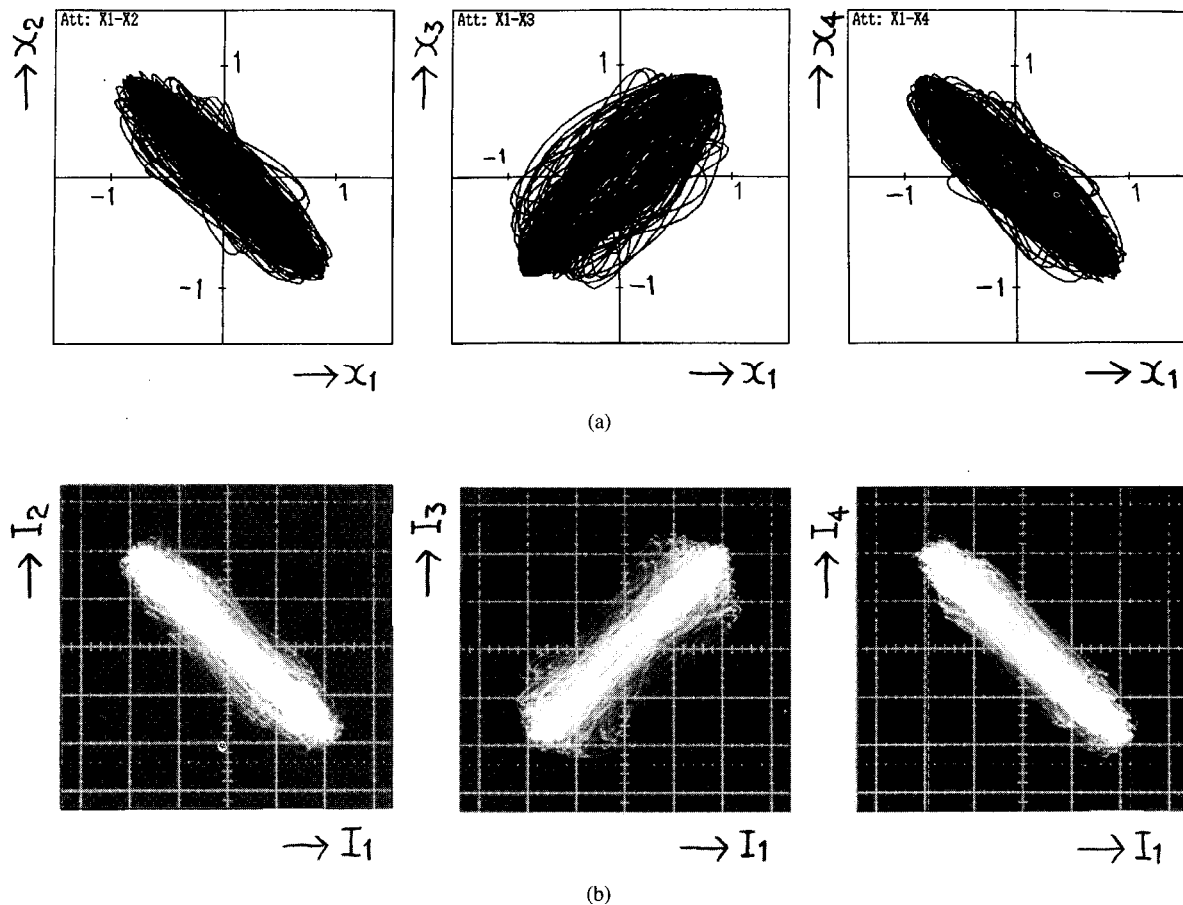 Att: X1-X2
→ x₂
1
-1
1
-1
→ x₁
Att: X1-X3
→ x₃
1
-1
1
-1
→ x₁
Att: X1-X4
→ x₄
1
-1
1
-1
→ x₁
(a)
→ I₂
→ I₁
→ I₃
→ I₁
→ I₄
→ I₁
(b)